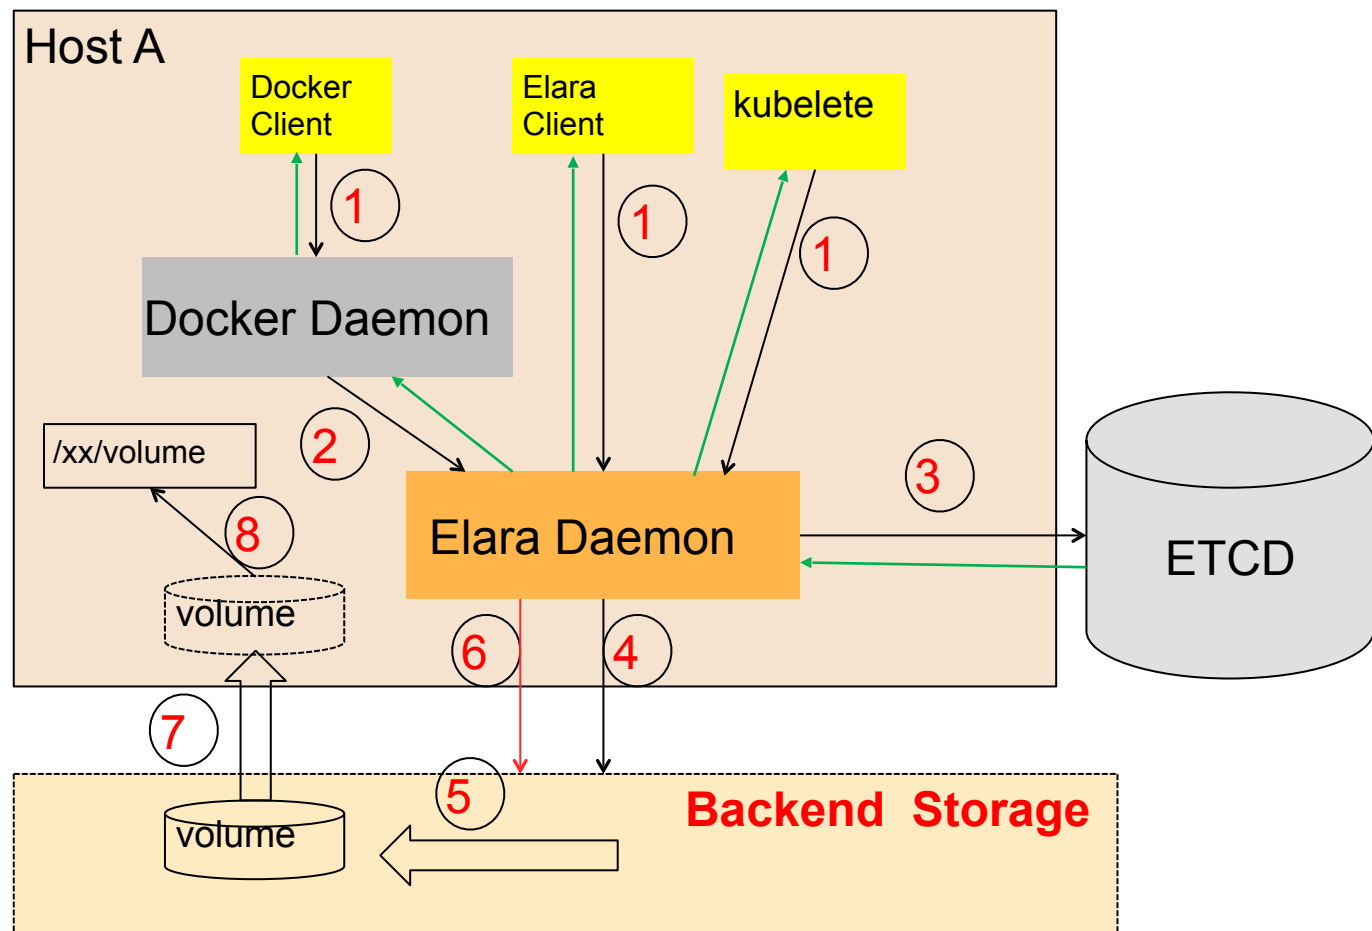 Host A
Docker
Client
Elara
Client
kubelete
1
1
1
Docker Daemon
2
/xx/volume
3
8
Elara Daemon
ETCD
volume
6
4
7
5
Backend Storage
volume